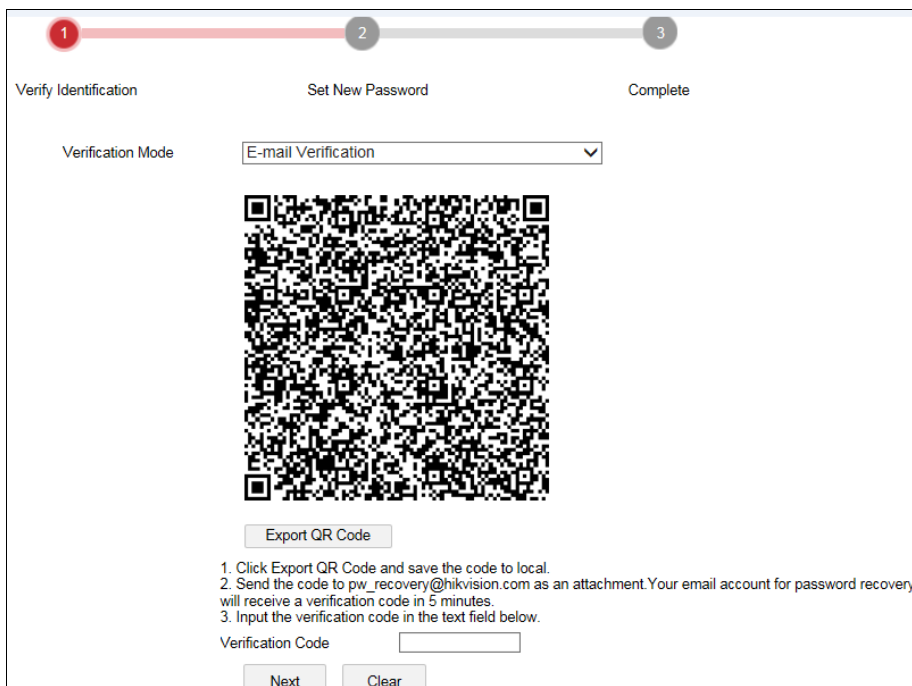 1 2 3
Verify Identification Set New Password Complete
Verification Mode E-mail Verification
Export QR Code
1. Click Export QR Code and save the code to local.
2. Send the code to pw_recovery@hikvision.com as an attachment.Your email account for password recovery
will receive a verification code in 5 minutes.
3. Input the verification code in the text field below.
Verification Code
Next Clear